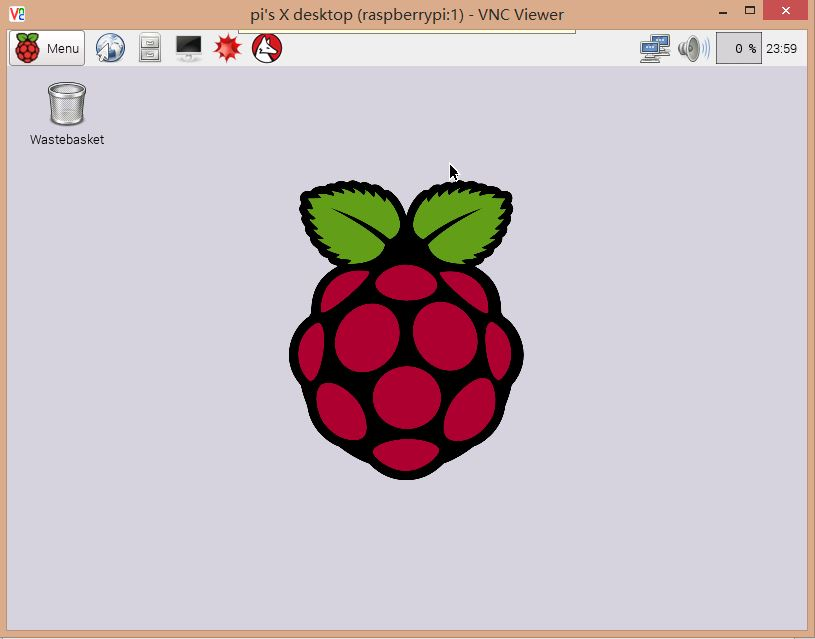 pi's X desktop (raspberrypi:1) - VNC Viewer
Menu
0 %
23:59
Wastebasket